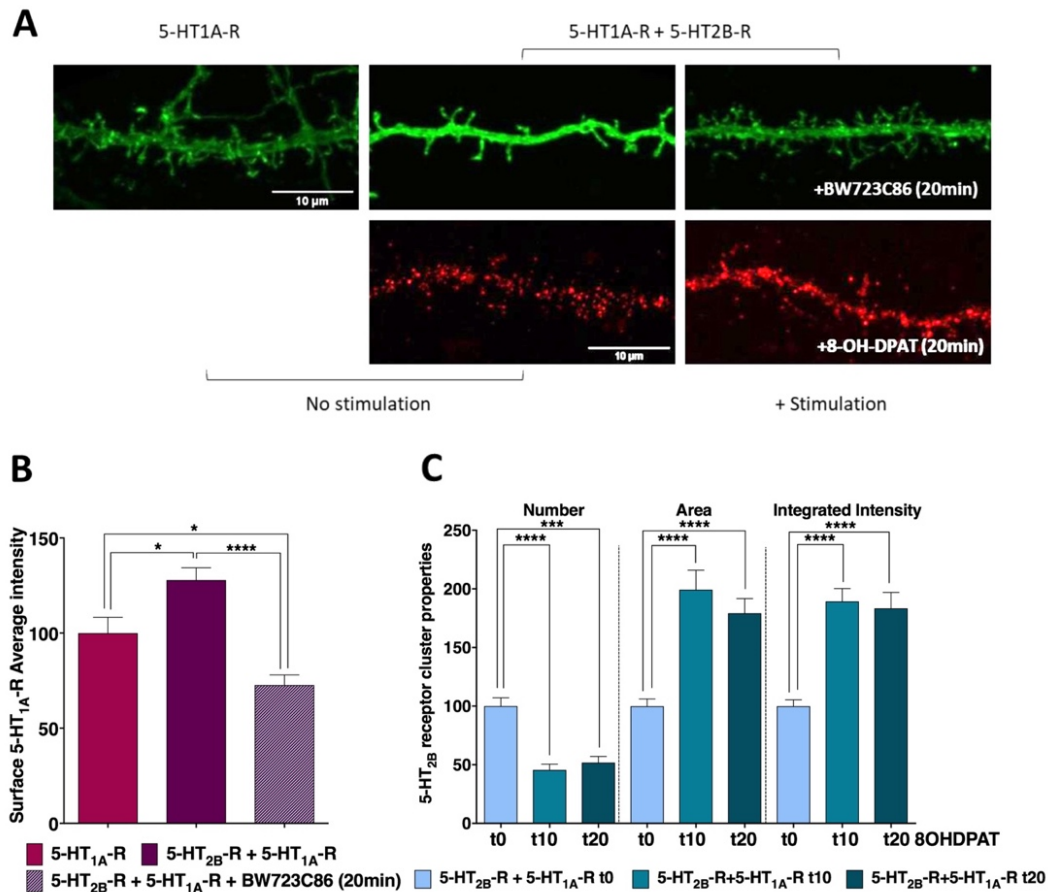 A
5-HT1A-R
5-HT1A-R + 5-HT2B-R
10 µm
+BW723C86 (20min)
10 µm
+8-OH-DPAT (20min)
No stimulation
+ Stimulation
B
Surface 5-HT1A-R Average intensity
150
100
50
0
*
*
****
5-HT1A-R
5-HT2B-R + 5-HT1A-R
5-HT2B-R + 5-HT1A-R + BW723C86 (20min)
C
5-HT2B receptor cluster properties
250
200
150
100
50
0
Number
Area
Integrated Intensity
***
****
****
****
****
****
t0 t10 t20 t0 t10 t20 t0 t10 t20 8OHDPAT
5-HT2B-R + 5-HT1A-R t0
5-HT2B-R+5-HT1A-R t10
5-HT2B-R+5-HT1A-R t20